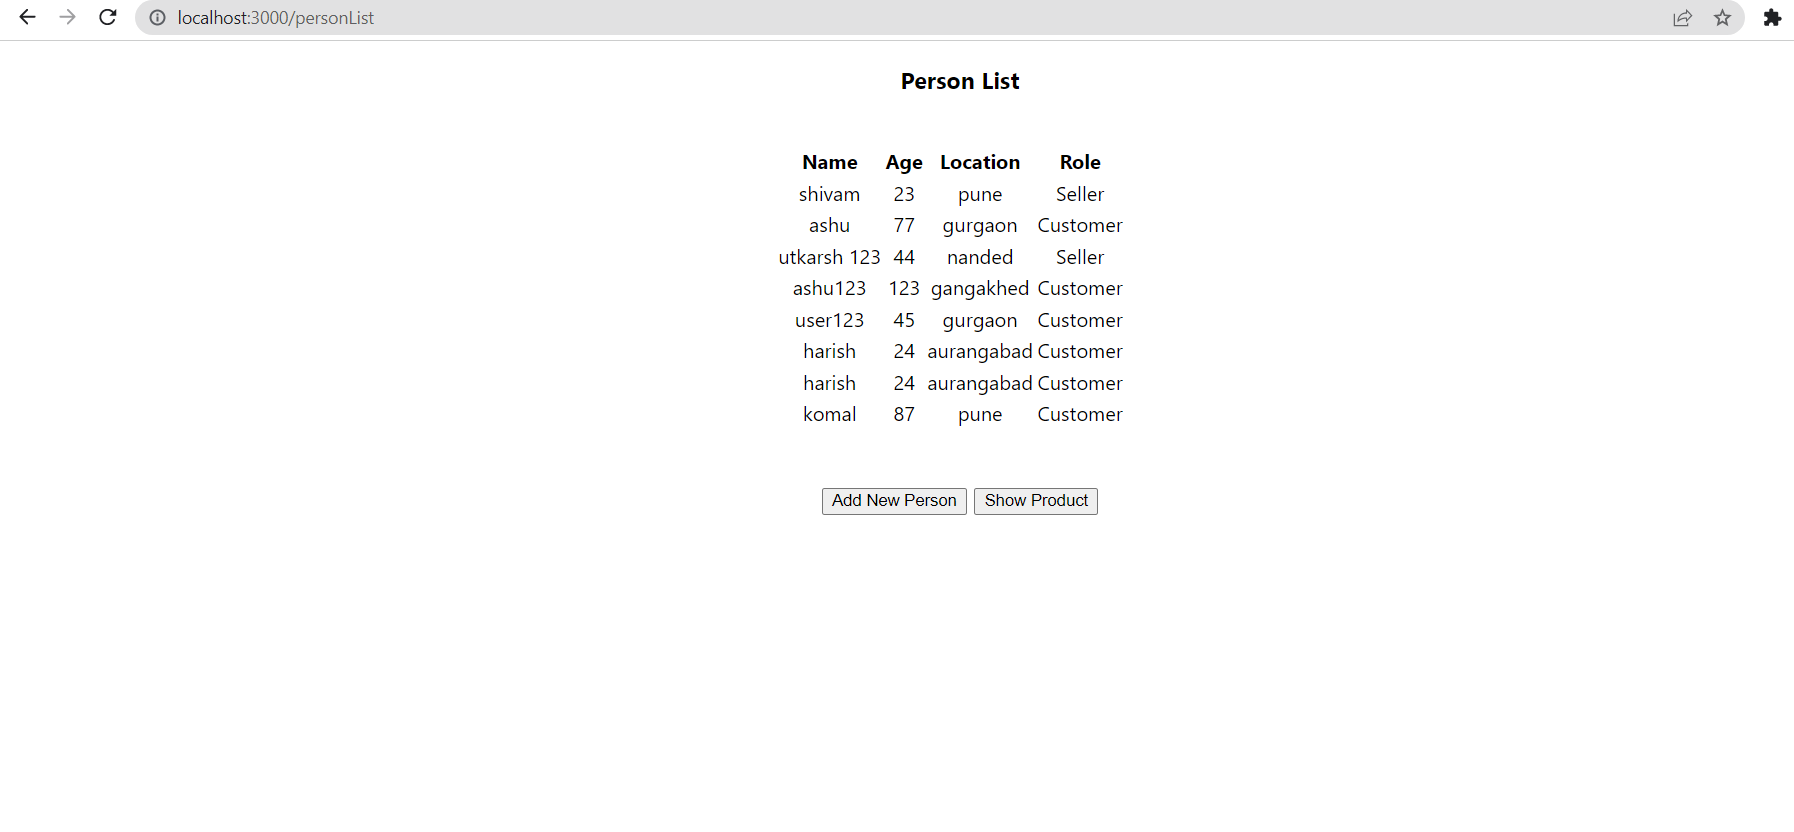 localhost:3000/personList
Person List
Name Age Location Role
shivam 23 pune Seller
ashu 77 gurgaon Customer
utkarsh 123 44 nanded Seller
ashu123 123 gangakhed Customer
user123 45 gurgaon Customer
harish 24 aurangabad Customer
harish 24 aurangabad Customer
komal 87 pune Customer
Add New Person Show Product